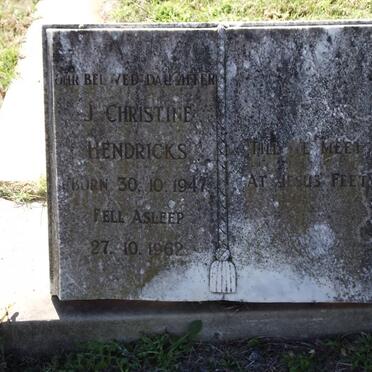 OUR BELOVED DAUGHTER
J. CHRISTINE
HENDRICKS
BORN 30.10.1947
FELL ASLEEP
27.10.1962
TILL WE MEET
AT JESUS FEET